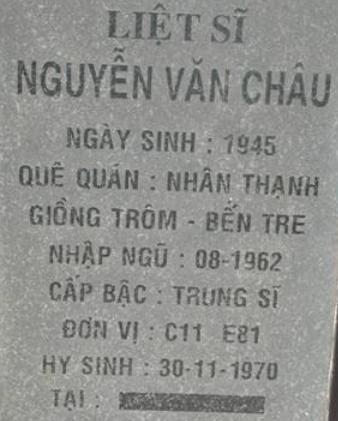 LIỆT SĨ
NGUYỄN VĂN CHÂU
NGÀY SINH : 1945
QUÊ QUÁN : NHÂN THẠNH
GIỒNG TRÔM - BẾN TRE
NHẬP NGŨ : 08-1962
CẤP BẬC : TRUNG SĨ
ĐƠN VỊ : C11 E81
HY SINH : 30-11-1970
TẠI :